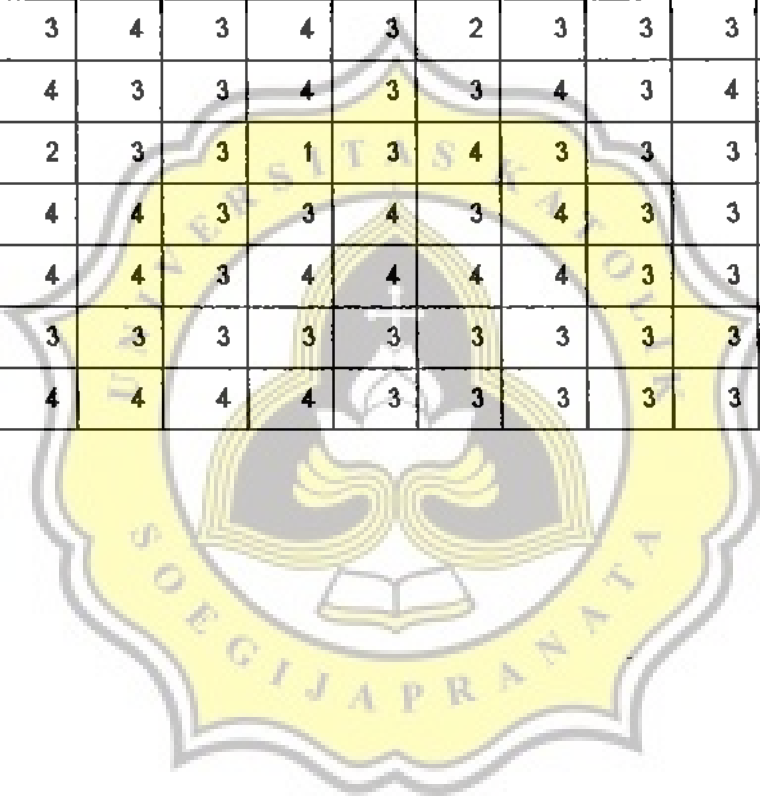 3 4 3 4 3 2 3 3 3
4 3 3 4 3 3 4 3 4
2 3 3 1 3 4 3 3 3
4 4 3 3 4 3 4 3 3
4 4 3 4 4 4 4 3 3
3 3 3 3 3 3 3 3 3
4 4 4 4 3 3 3 3 3
UNIVERSITAS KATOLIK
SOEGIJAPRANATA